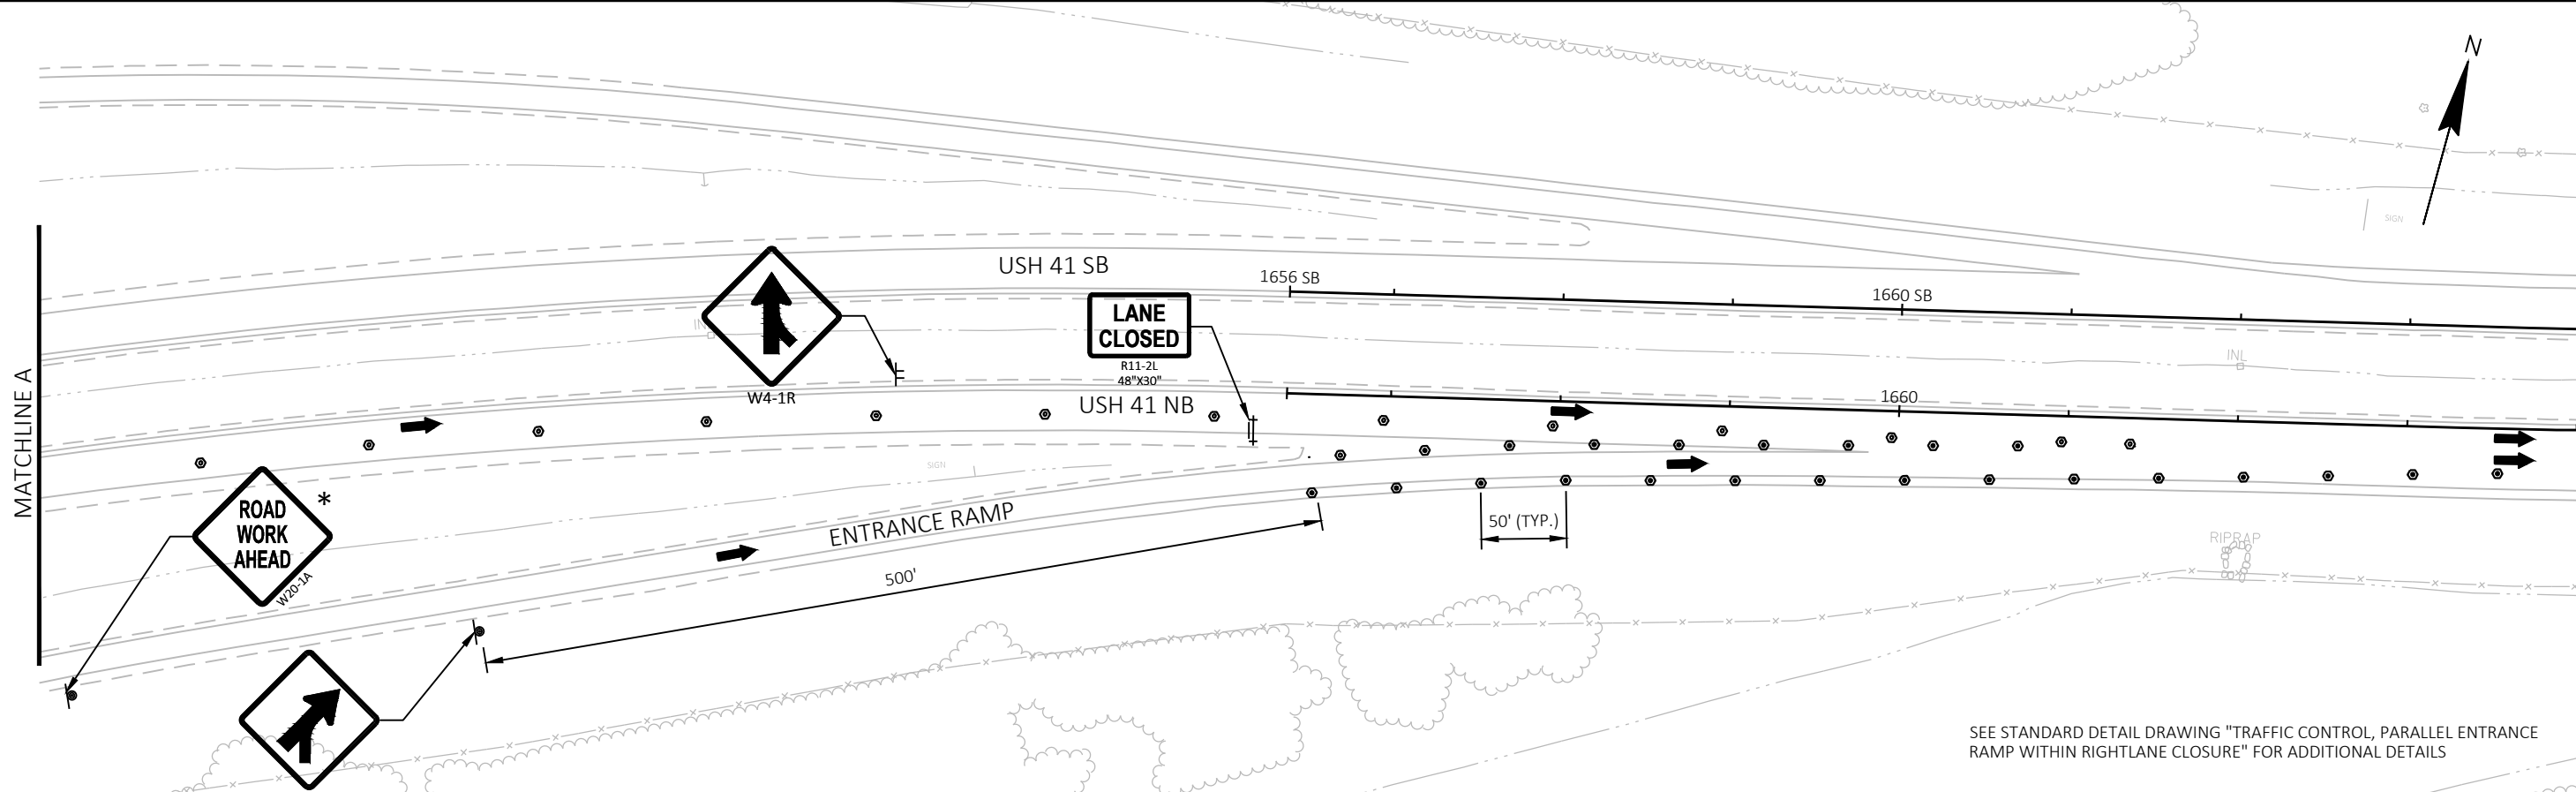 N
SIGN
USH 41 SB
1656 SB
1660 SB
LANE
CLOSED
R11-2L
48"X30"
INL
W4-1R
USH 41 NB
1660
MATCHLINE A
SIGN
ROAD
WORK
AHEAD
*
W20-1A
ENTRANCE RAMP
50' (TYP.)
500'
RIPRAP
SEE STANDARD DETAIL DRAWING "TRAFFIC CONTROL, PARALLEL ENTRANCE
RAMP WITHIN RIGHTLANE CLOSURE" FOR ADDITIONAL DETAILS